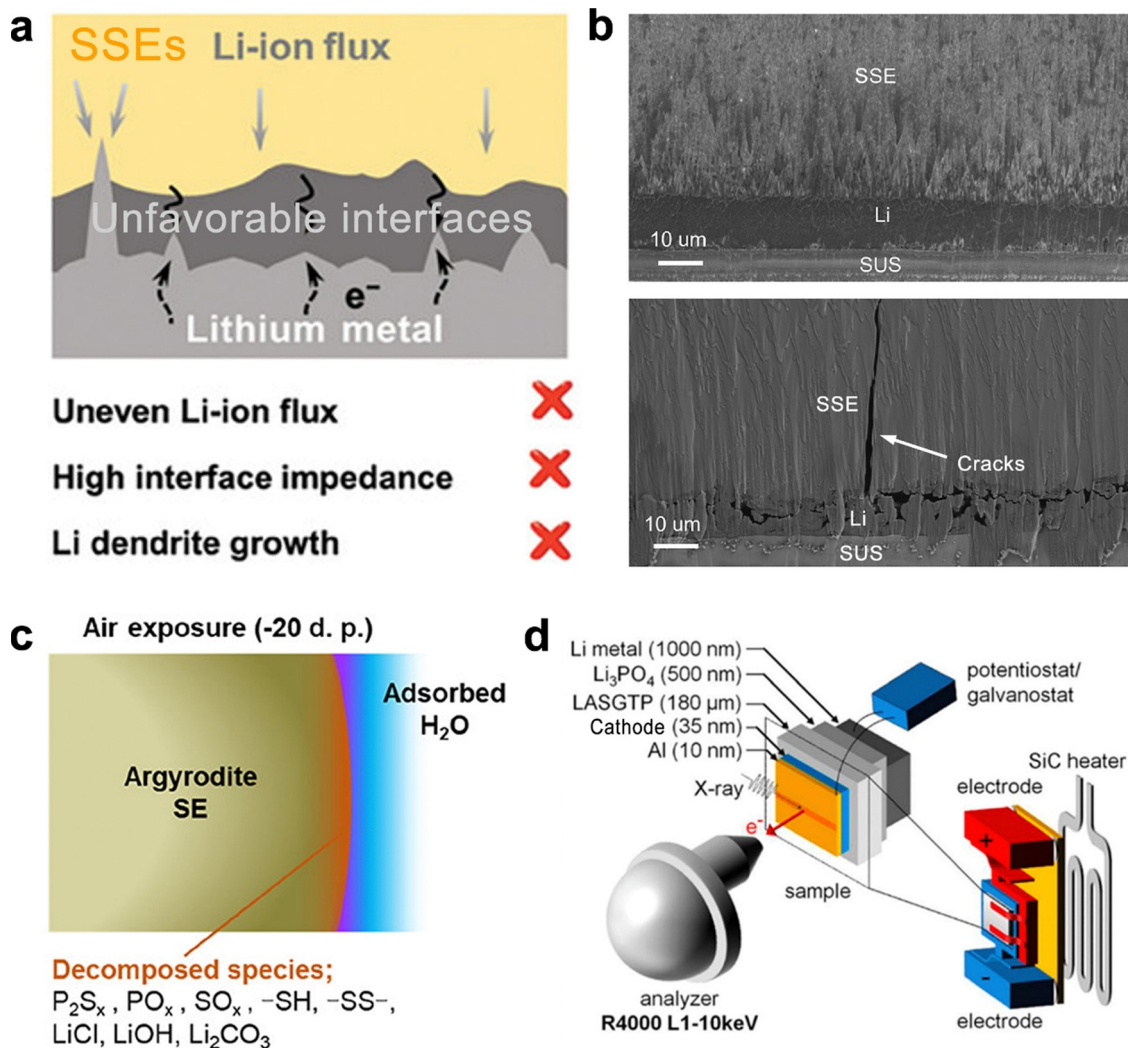 a
SSEs Li-ion flux
Unfavorable interfaces
e⁻
Lithium metal
Uneven Li-ion flux
High interface impedance
Li dendrite growth
b
SSE
Li
10 um
SUS
SSE
Cracks
Li
10 um
SUS
c
Air exposure (-20 d. p.)
Adsorbed
H₂O
Argyrodite
SE
Decomposed species;
P₂Sₓ, POₓ, SOₓ, −SH, −SS−,
LiCl, LiOH, Li₂CO₃
d
Li metal (1000 nm)
Li₃PO₄ (500 nm)
LASGTP (180 µm)
Cathode (35 nm)
Al (10 nm)
X-ray
e⁻
sample
potentiostat/
galvanostat
SiC heater
electrode
+
-
electrode
analyzer
R4000 L1-10keV